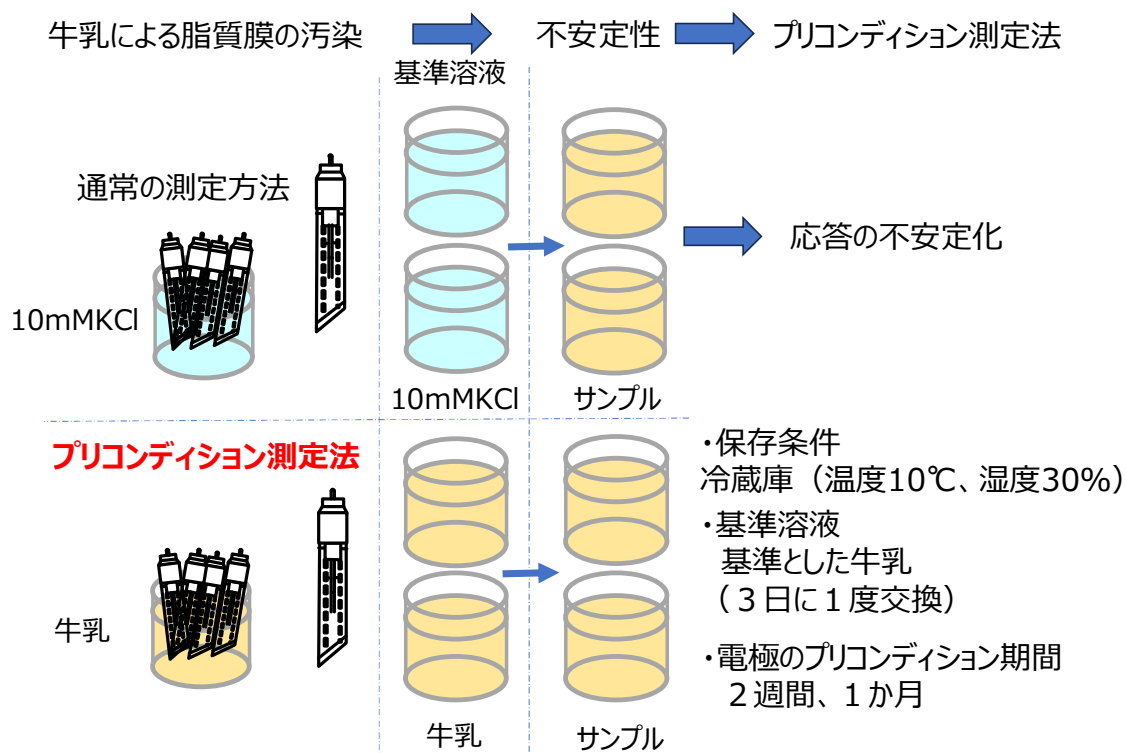 牛乳による脂質膜の汚染
不安定性
プリコンディション測定法
基準溶液
通常の測定方法
10mMKCl
10mMKCl
サンプル
応答の不安定化
プリコンディション測定法
牛乳
牛乳
サンプル
・保存条件
冷蔵庫（温度10℃、湿度30%）
・基準溶液
基準とした牛乳
（３日に１度交換）
・電極のプリコンディション期間
２週間、１か月